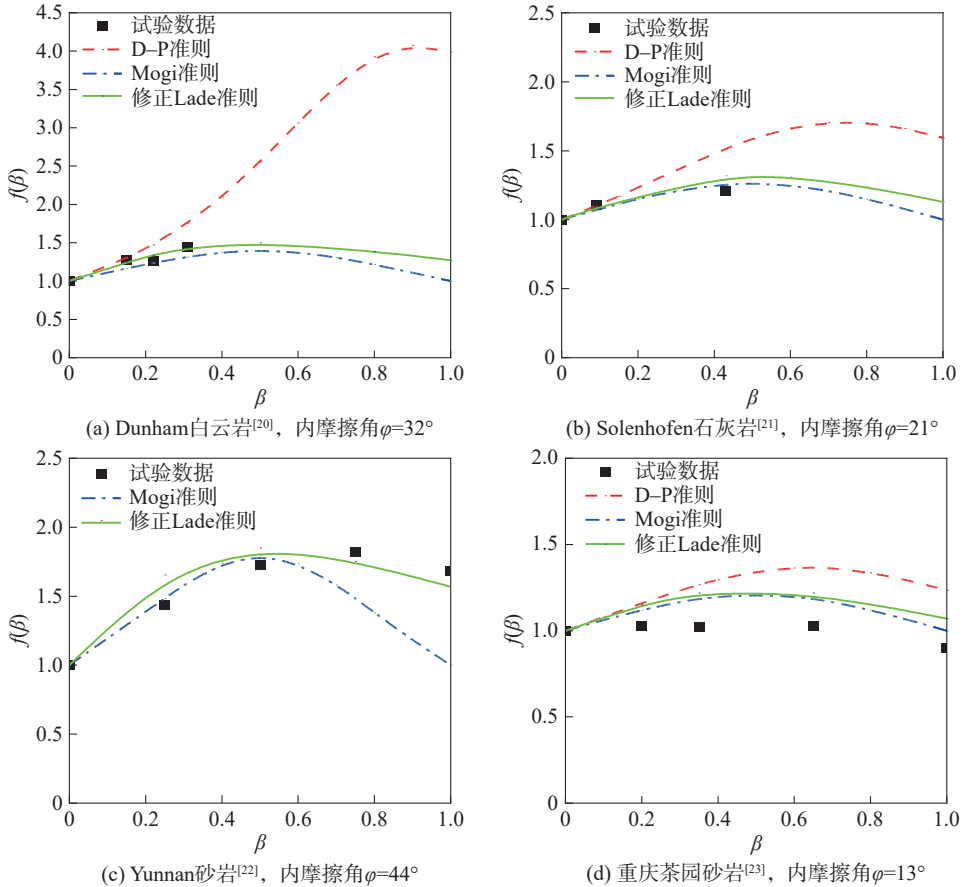 试验数据
D–P准则
Mogi准则
修正Lade准则
4.5
4.0
3.5
3.0
2.5
2.0
1.5
1.0
0.5
0
f(β)
0 0.2 0.4 0.6 0.8 1.0
β
(a) Dunham白云岩[20],内摩擦角φ=32°
试验数据
D–P准则
Mogi准则
修正Lade准则
2.5
2.0
1.5
1.0
0.5
0
f(β)
0 0.2 0.4 0.6 0.8 1.0
β
(b) Solenhofen石灰岩[21],内摩擦角φ=21°
试验数据
Mogi准则
修正Lade准则
2.5
2.0
1.5
1.0
0.5
0
f(β)
0 0.2 0.4 0.6 0.8 1.0
β
(c) Yunnan砂岩[22],内摩擦角φ=44°
试验数据
D–P准则
Mogi准则
修正Lade准则
2.0
1.5
1.0
0.5
0
f(β)
0 0.2 0.4 0.6 0.8 1.0
β
(d) 重庆茶园砂岩[23],内摩擦角φ=13°